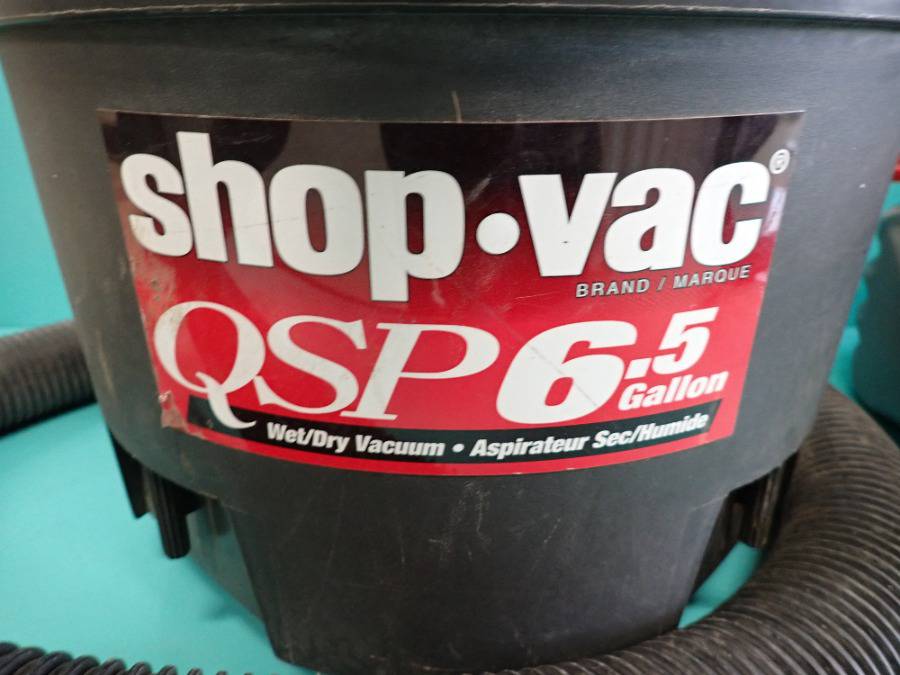 shop·vac®
BRAND / MARQUE
QSP 6.5
Gallon
Wet/Dry Vacuum • Aspirateur Sec/Humide